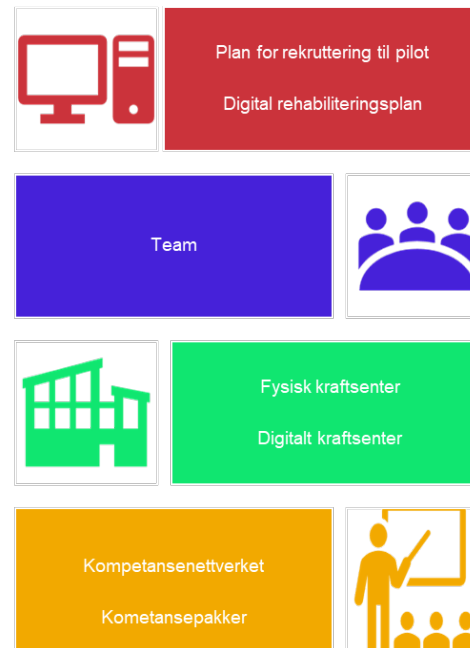 Plan for rekruttering til pilot
Digital rehabiliteringsplan
Team
Fysisk kraftsenter
Digitalt kraftsenter
Kompetansenettverket
Kometansepakker